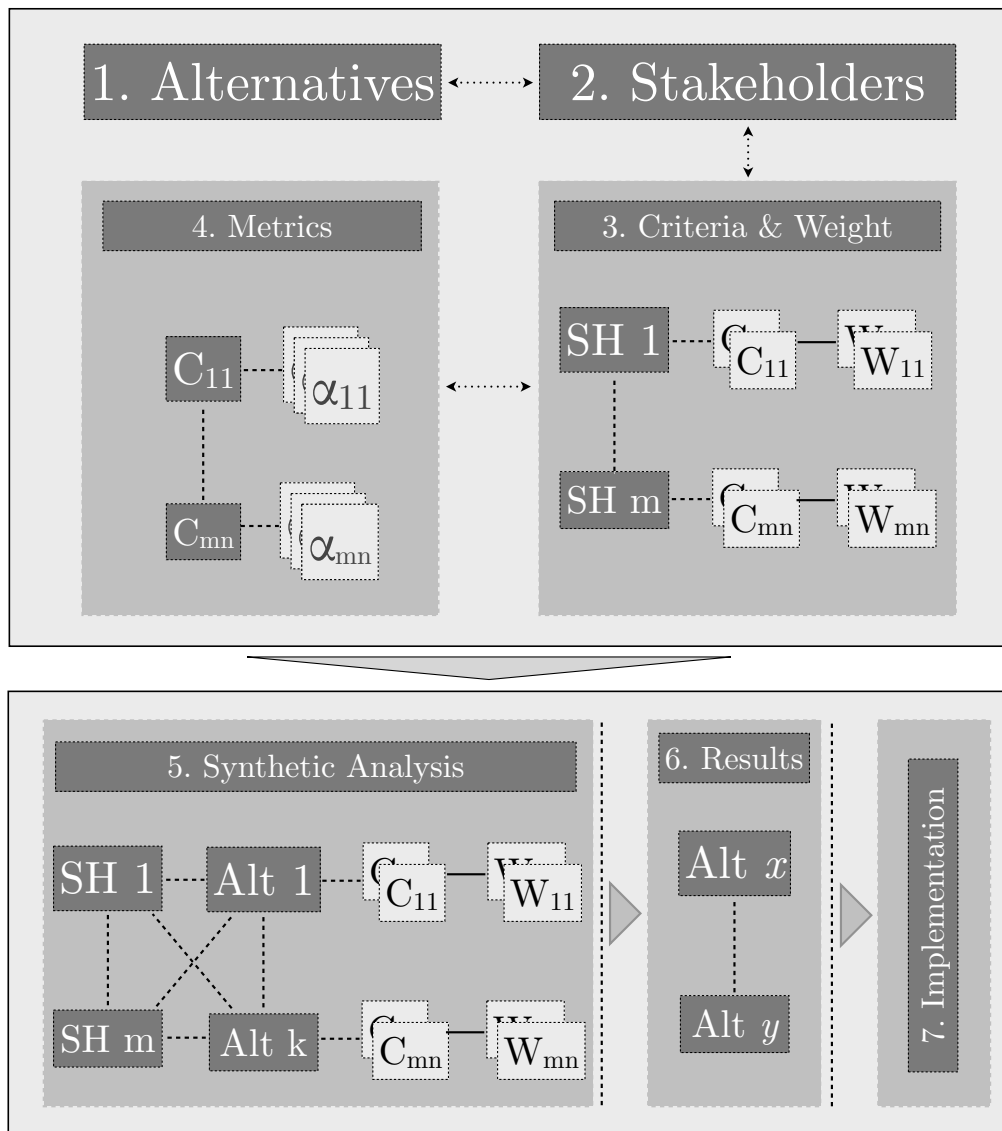 1. Alternatives
2. Stakeholders
4. Metrics
3. Criteria & Weight
C11
α11
Cmn
αmn
SH 1
C11
W11
SH m
Cmn
Wmn
5. Synthetic Analysis
SH 1
Alt 1
C11
W11
SH m
Alt k
Cmn
Wmn
6. Results
Alt x
Alt y
7. Implementation